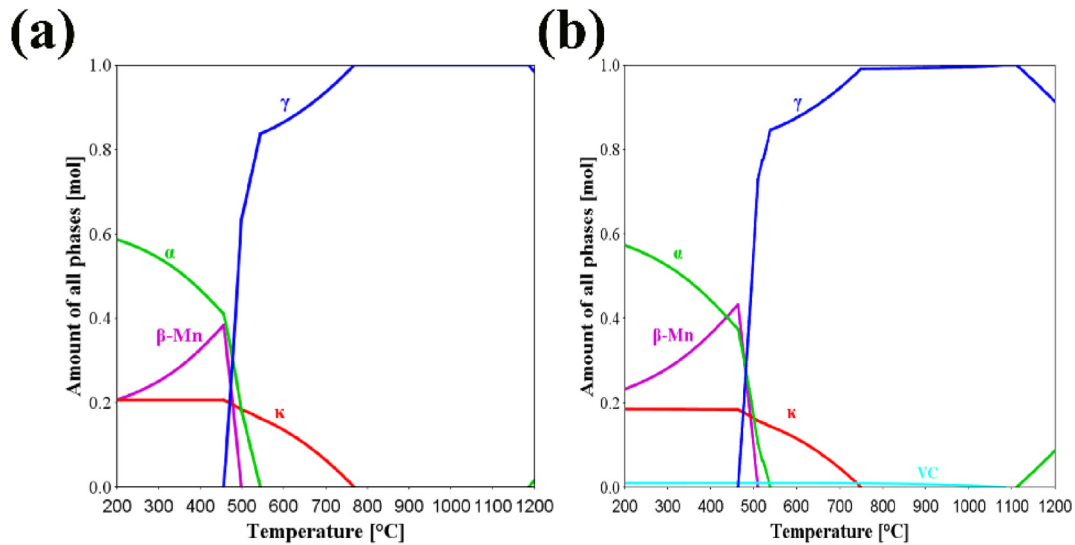 (a)
1.0
0.8
0.6
0.4
0.2
0.0
200 300 400 500 600 700 800 900 1000 1100 1200
Amount of all phases [mol]
Temperature [°C]
γ
α
β-Mn
κ
(b)
1.0
0.8
0.6
0.4
0.2
0.0
200 300 400 500 600 700 800 900 1000 1100 1200
Amount of all phases [mol]
Temperature [°C]
γ
α
β-Mn
κ
VC